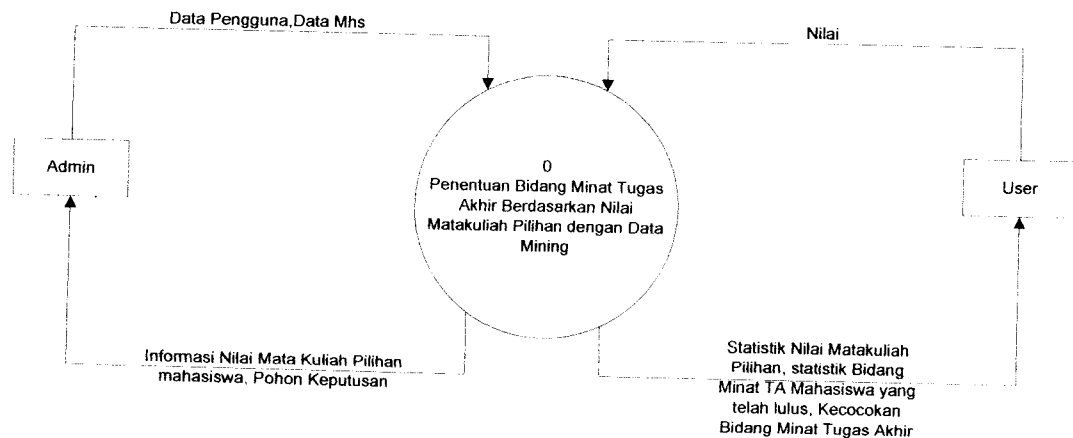 Data Pengguna,Data Mhs
Nilai
Admin
0
Penentuan Bidang Minat Tugas
Akhir Berdasarkan Nilai
Matakuliah Pilihan dengan Data
Mining
User
Informasi Nilai Mata Kuliah Pilihan
mahasiswa, Pohon Keputusan
Statistik Nilai Matakuliah
Pilihan, statistik Bidang
Minat TA Mahasiswa yang
telah lulus, Kecocokan
Bidang Minat Tugas Akhir